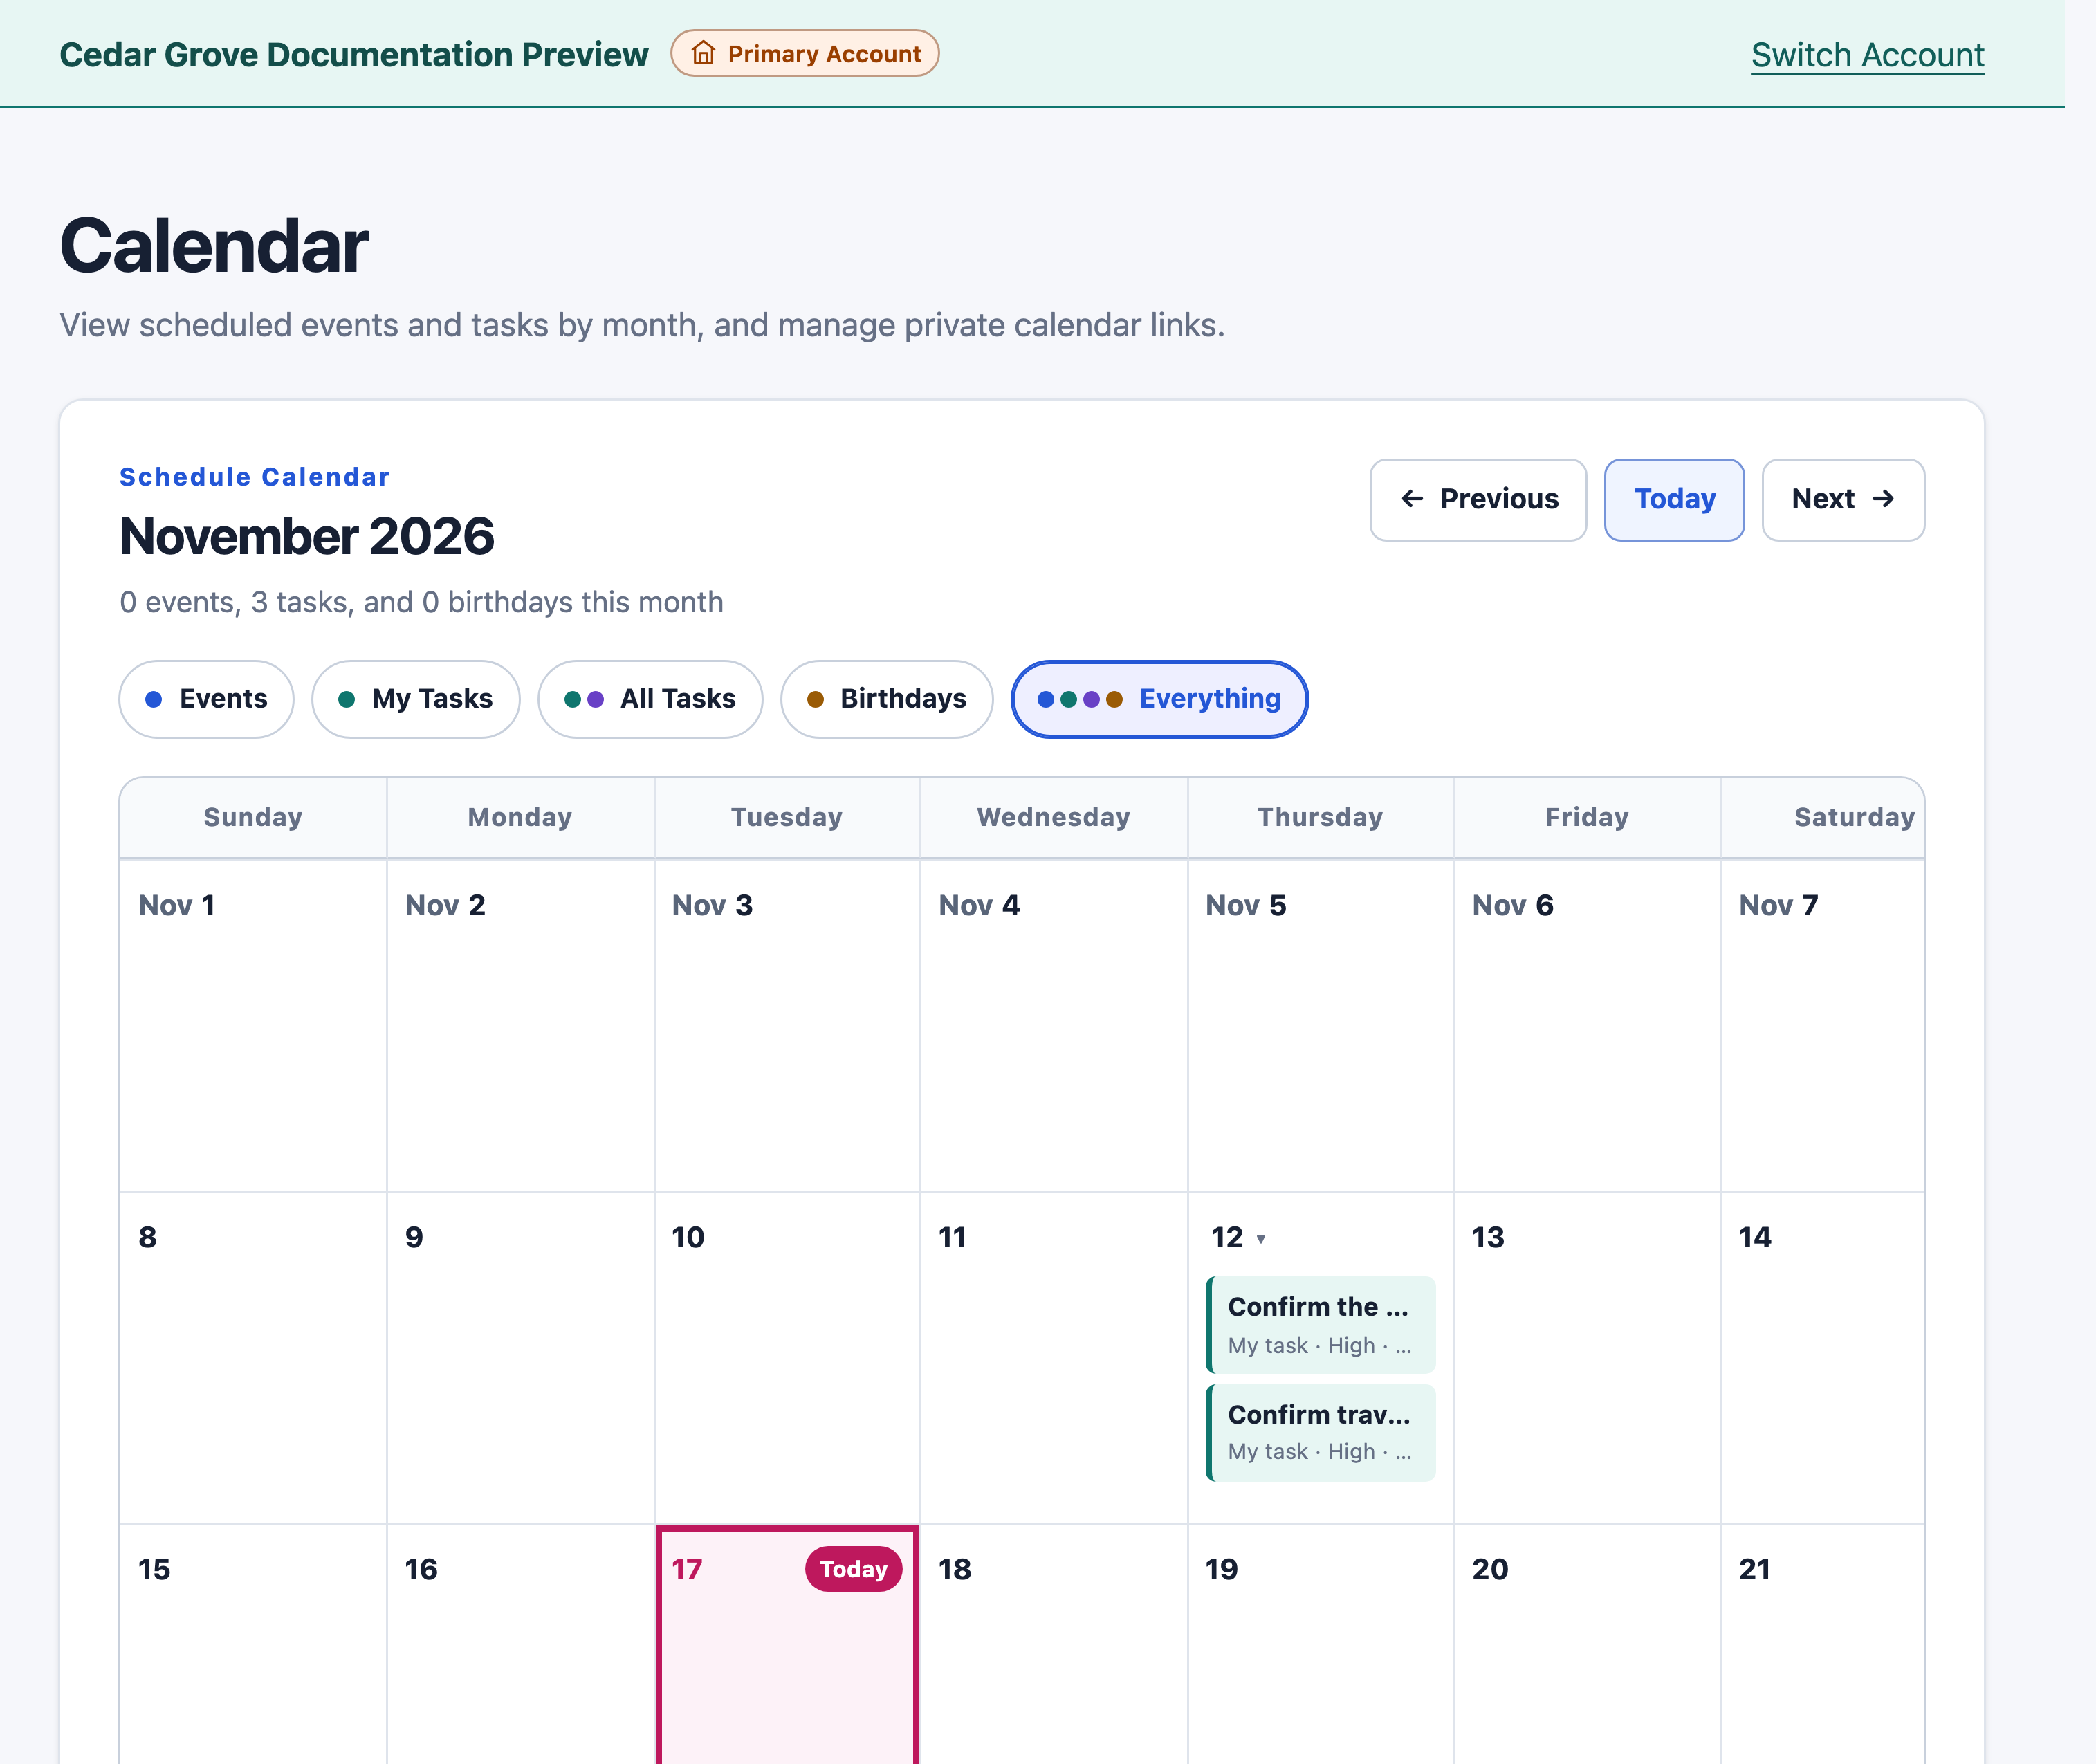 Cedar Grove Documentation Preview Primary Account Switch Account
Calendar
View scheduled events and tasks by month, and manage private calendar links.
Schedule Calendar
← Previous Today Next →
November 2026
0 events, 3 tasks, and 0 birthdays this month
Events My Tasks All Tasks Birthdays Everything
Sunday Monday Tuesday Wednesday Thursday Friday Saturday
Nov 1 Nov 2 Nov 3 Nov 4 Nov 5 Nov 6 Nov 7
8 9 10 11 12 ▼ 13 14
Confirm the ...
My task · High · ...
Confirm trav...
My task · High · ...
15 16 17 Today 18 19 20 21